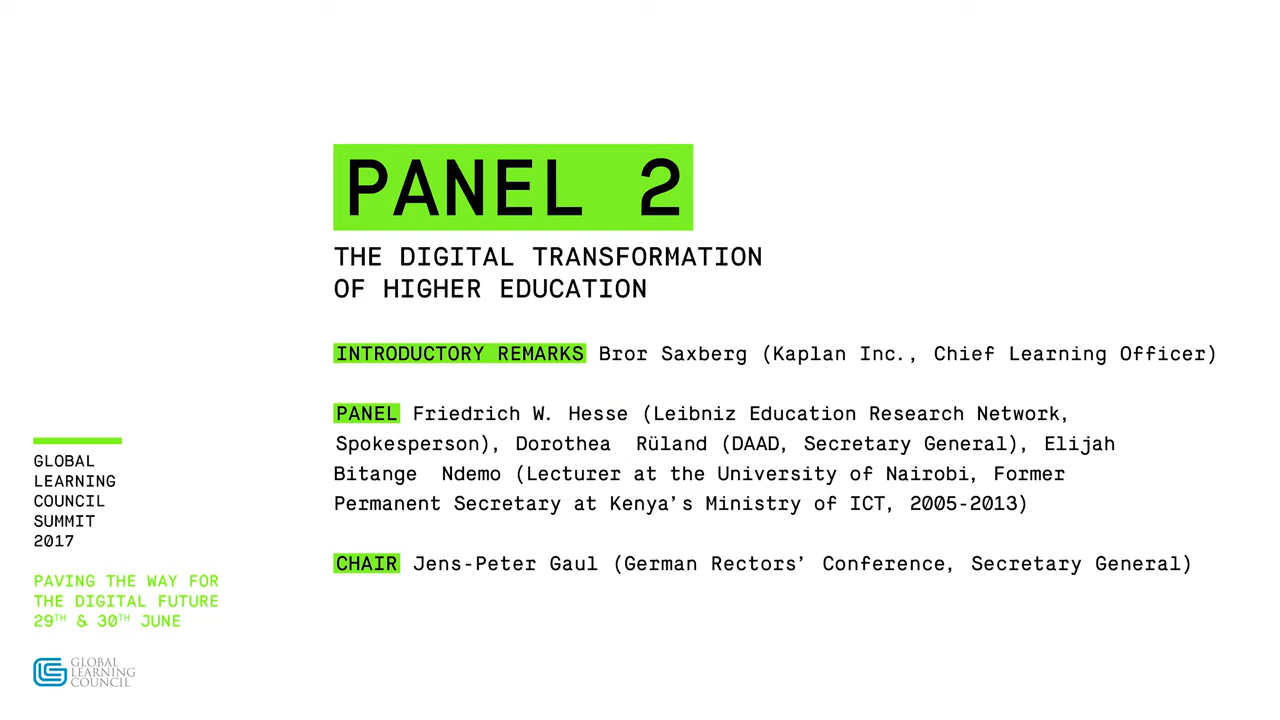 PANEL 2
THE DIGITAL TRANSFORMATION
OF HIGHER EDUCATION
INTRODUCTORY REMARKS Bror Saxberg (Kaplan Inc., Chief Learning Officer)
PANEL Friedrich W. Hesse (Leibniz Education Research Network,
Spokesperson), Dorothea Rüland (DAAD, Secretary General), Elijah
Bitange Ndemo (Lecturer at the University of Nairobi, Former
Permanent Secretary at Kenya's Ministry of ICT, 2005-2013)
CHAIR Jens-Peter Gaul (German Rectors' Conference, Secretary General)
GLOBAL
LEARNING
COUNCIL
SUMMIT
2017
PAVING THE WAY FOR
THE DIGITAL FUTURE
29TH & 30TH JUNE
GLOBAL
LEARNING
COUNCIL